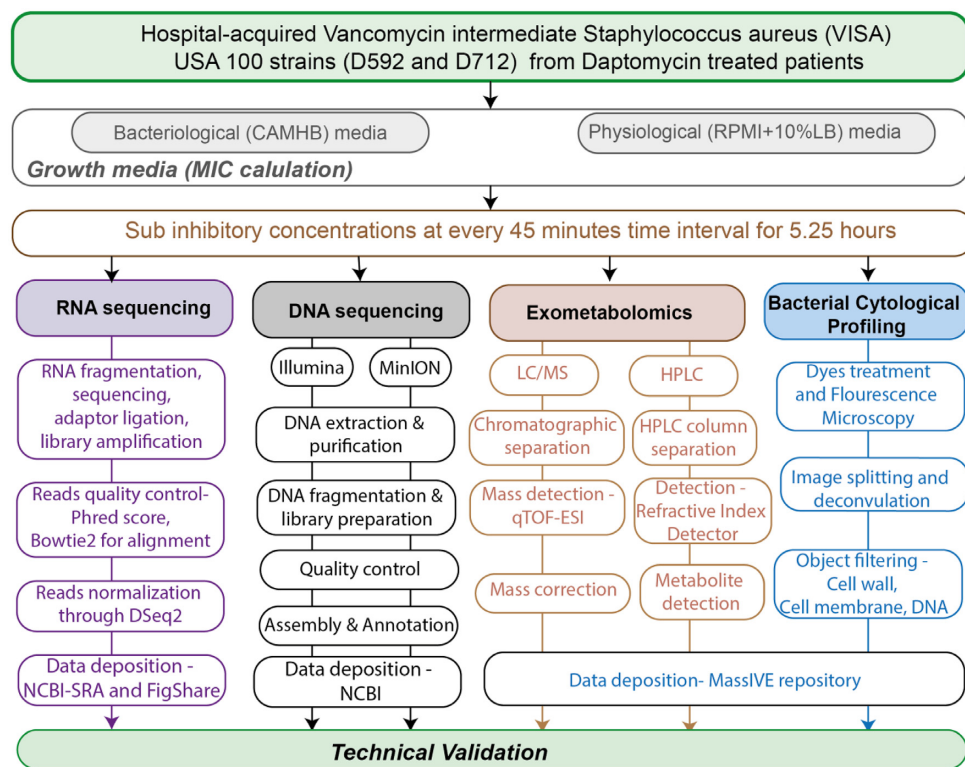 Hospital-acquired Vancomycin intermediate Staphylococcus aureus (VISA)
USA 100 strains (D592 and D712) from Daptomycin treated patients
Bacteriological (CAMHB) media
Physiological (RPMI+10%LB) media
Growth media (MIC calulation)
Sub inhibitory concentrations at every 45 minutes time interval for 5.25 hours
RNA sequencing
RNA fragmentation,
sequencing,
adaptor ligation,
library amplification
Reads quality control-
Phred score,
Bowtie2 for alignment
Reads normalization
through DSeq2
Data deposition -
NCBI-SRA and FigShare
DNA sequencing
Illumina
MinION
DNA extraction &
purification
DNA fragmentation &
library preparation
Quality control
Assembly & Annotation
Data deposition -
NCBI
Exometabolomics
LC/MS
Chromatographic
separation
Mass detection -
qTOF-ESI
Mass correction
HPLC
HPLC column
separation
Detection -
Refractive Index
Detector
Metabolite
detection
Bacterial Cytological
Profiling
Dyes treatment
and Flourescence
Microscopy
Image splitting and
deconvulation
Object filtering -
Cell wall,
Cell membrane, DNA
Data deposition- MassIVE repository
Technical Validation